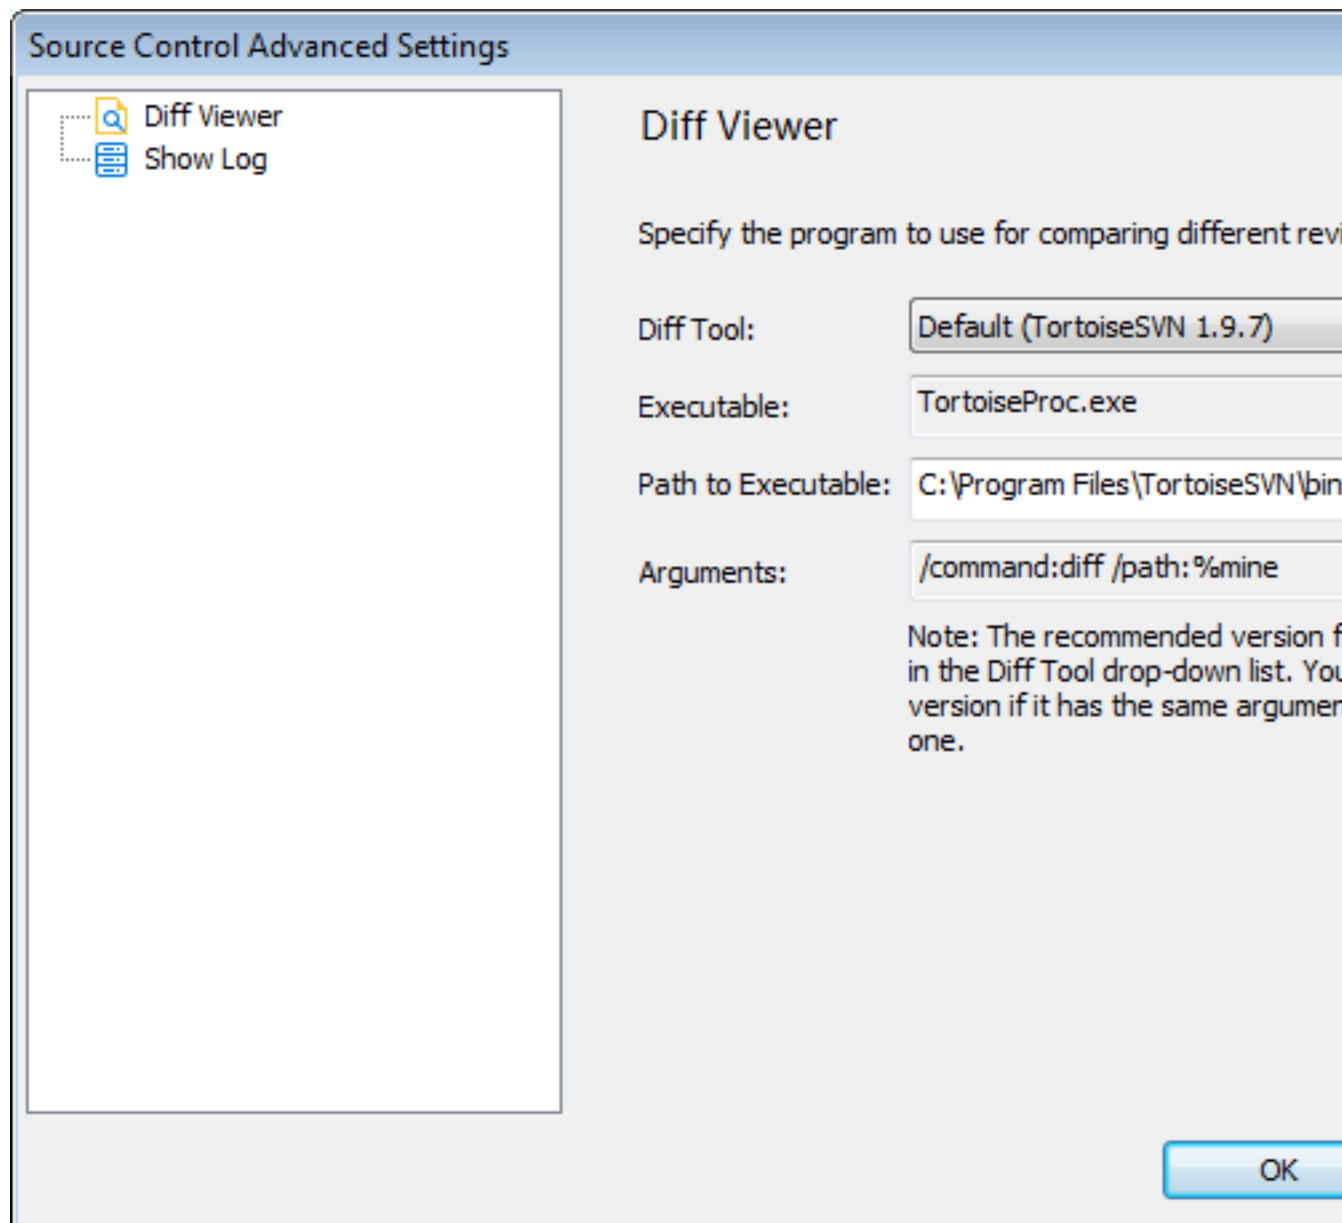 Source Control Advanced Settings
Diff Viewer
Show Log
Diff Viewer
Specify the program to use for comparing different
Diff Tool: Default (TortoiseSVN 1.9.7)
Executable: TortoiseProc.exe
Path to Executable: C:\Program Files\TortoiseSVN\bin
Arguments: /command:diff /path:%mine
Note: The recommended version
in the Diff Tool drop-down list. You
version if it has the same
one.
OK